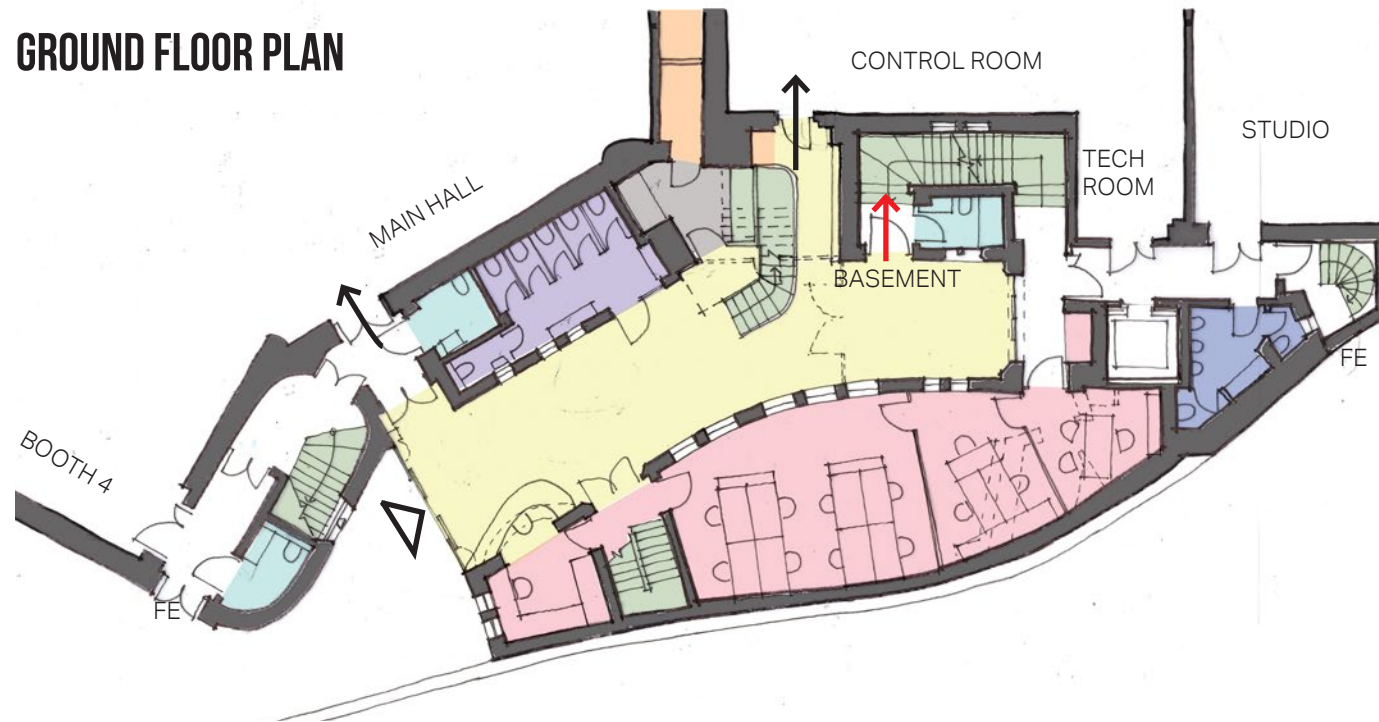 GROUND FLOOR PLAN
CONTROL ROOM
STUDIO
TECH
ROOM
MAIN HALL
BASEMENT
FE
BOOTH 4
FE